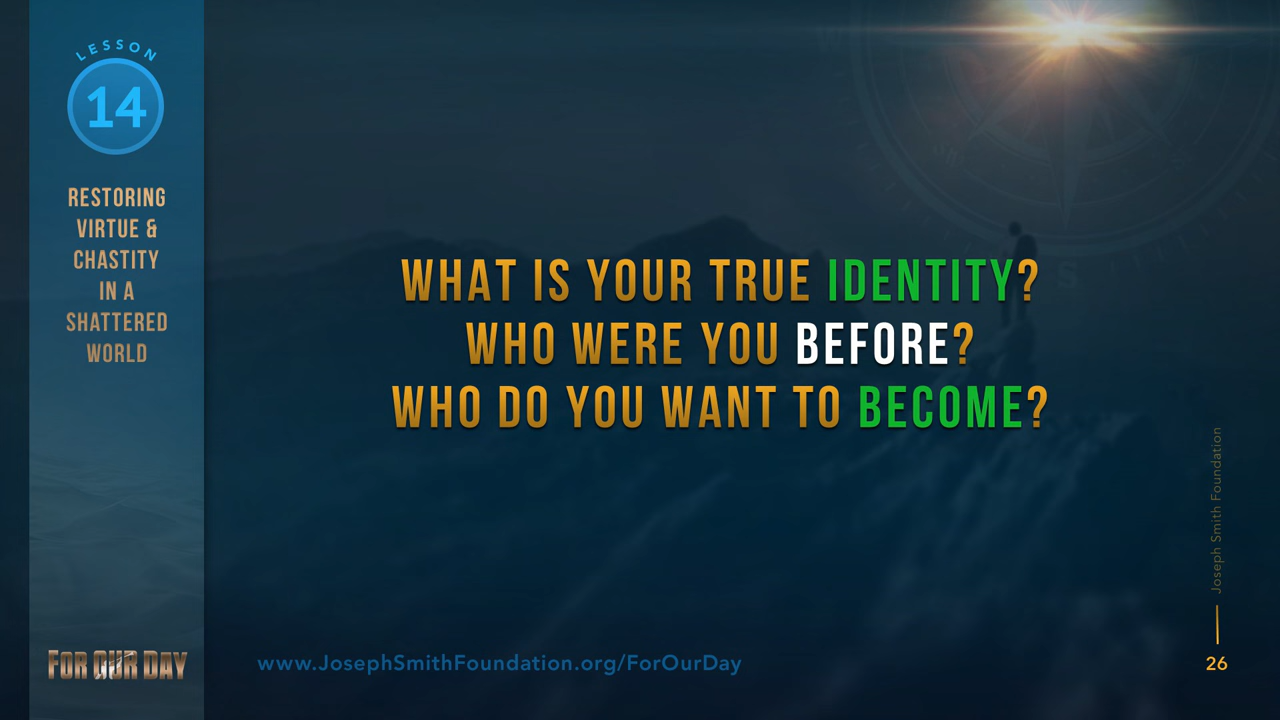 LESSON
14
RESTORING
VIRTUE &
CHASTITY
IN A
SHATTERED
WORLD
WHAT IS YOUR TRUE IDENTITY?
WHO WERE YOU BEFORE?
WHO DO YOU WANT TO BECOME?
S
Joseph Smith Foundation
26
FOR OUR DAY
www.JosephSmithFoundation.org/ForOurDay